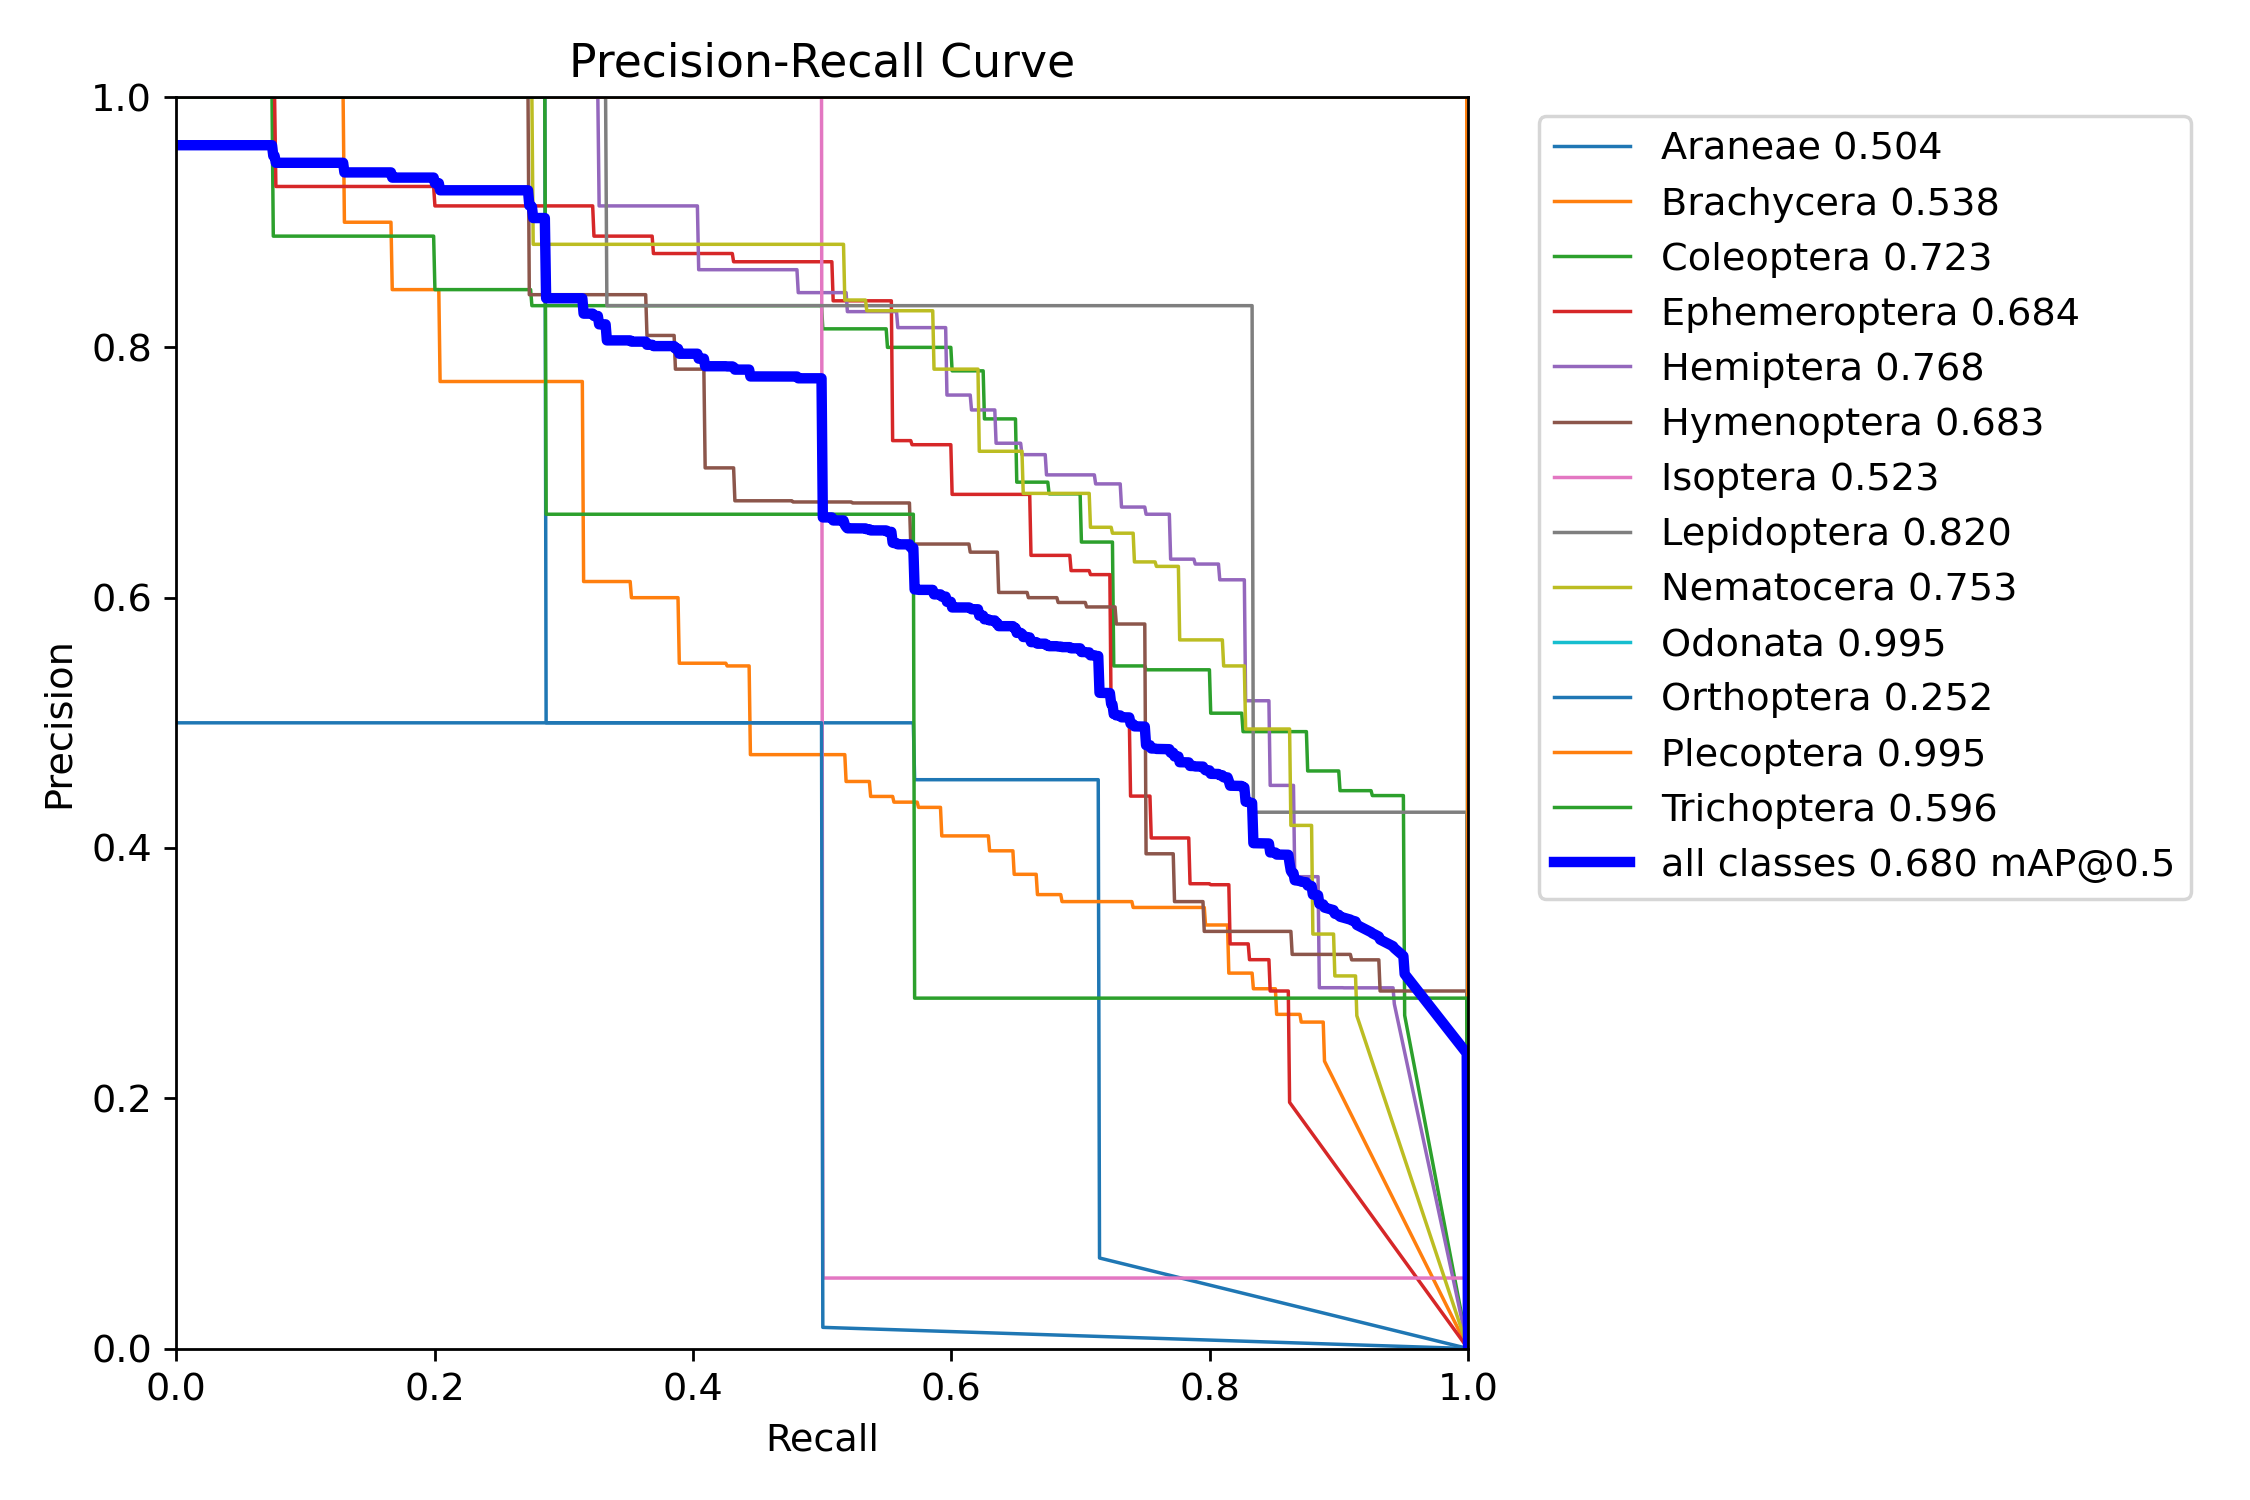 Precision-Recall Curve
1.0
0.8
0.6
0.4
0.2
0.0
Precision
0.0 0.2 0.4 0.6 0.8 1.0
Recall
Araneae 0.504
Brachycera 0.538
Coleoptera 0.723
Ephemeroptera 0.684
Hemiptera 0.768
Hymenoptera 0.683
Isoptera 0.523
Lepidoptera 0.820
Nematocera 0.753
Odonata 0.995
Orthoptera 0.252
Plecoptera 0.995
Trichoptera 0.596
all classes 0.680 mAP@0.5